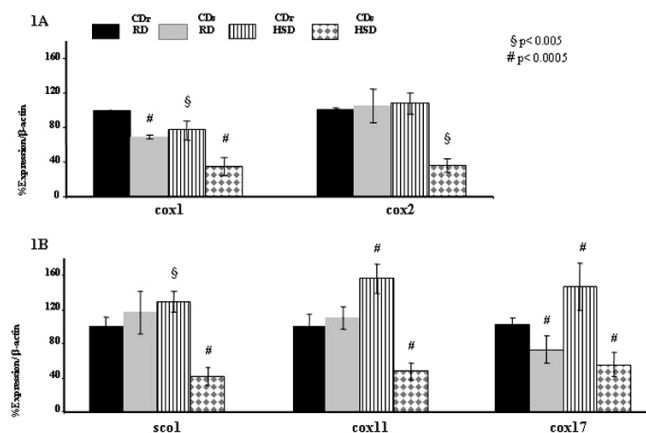 1A
CDr RD
CDs RD
CDr HSD
CDs HSD
§ p< 0.005
# p< 0.0005
%Expression/β-actin
160
120
80
40
0
#
§
#
§
cox1
cox2
1B
%Expression/β-actin
160
120
80
40
0
§
#
#
#
#
#
#
sco1
cox11
cox17